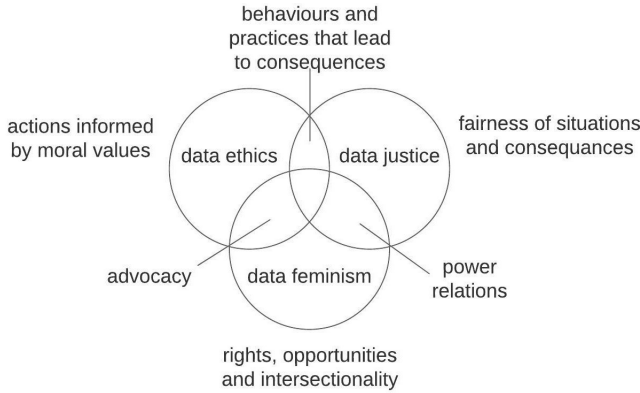 behaviours and
practices that lead
to consequences
actions informed
by moral values
fairness of situations
and consequances
data ethics
data justice
advocacy
data feminism
power
relations
rights, opportunities
and intersectionality